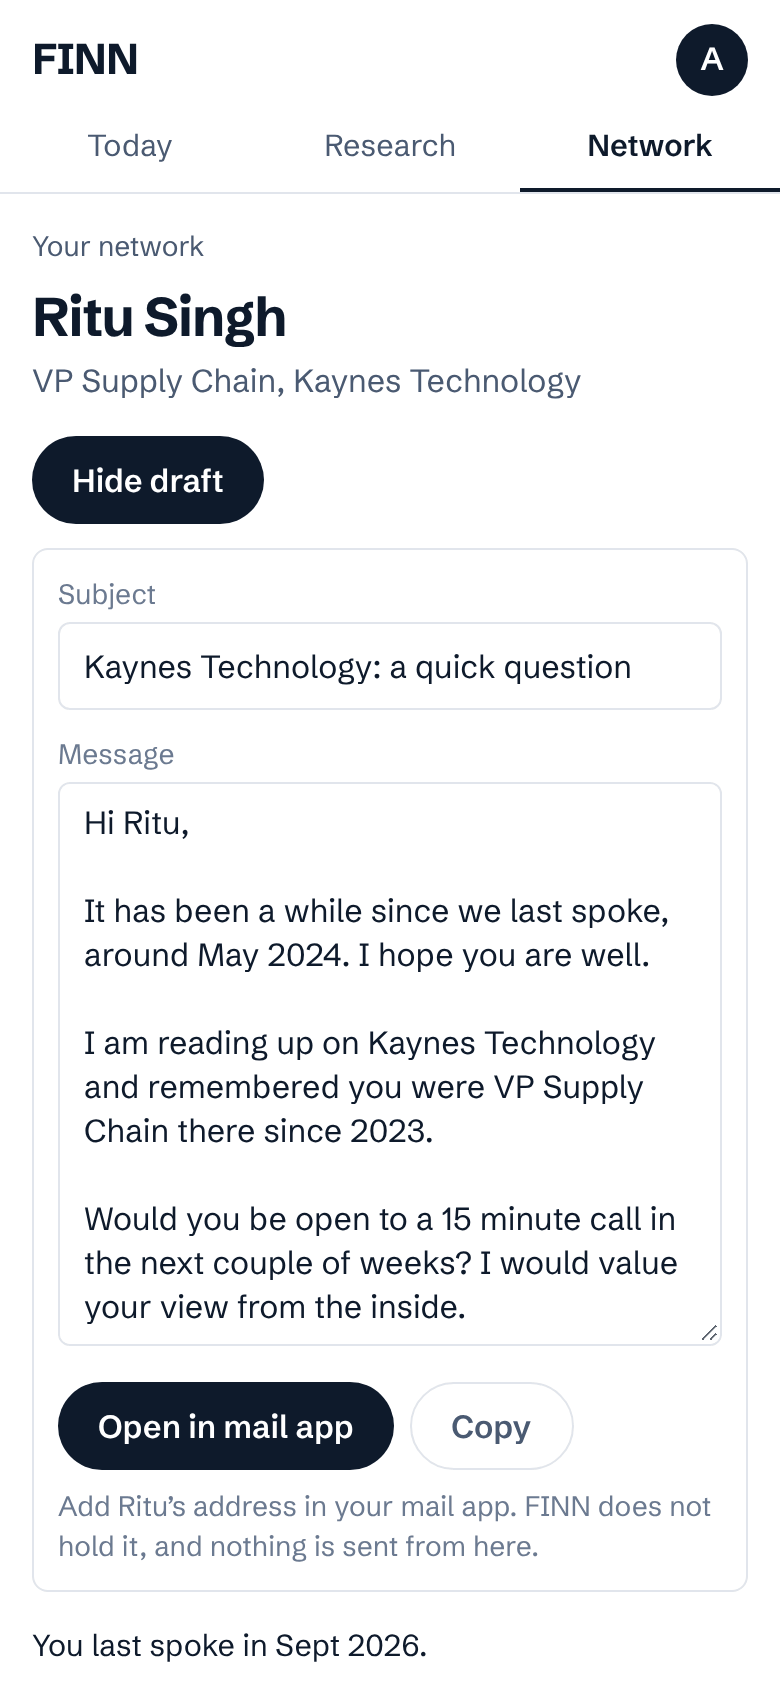 FINN
A
Today
Research
Network
Your network
Ritu Singh
VP Supply Chain, Kaynes Technology
Hide draft
Subject
Kaynes Technology: a quick question
Message
Hi Ritu,
It has been a while since we last spoke,
around May 2024. I hope you are well.
I am reading up on Kaynes Technology
and remembered you were VP Supply
Chain there since 2023.
Would you be open to a 15 minute call in
the next couple of weeks? I would value
your view from the inside.
Open in mail app
Copy
Add Ritu’s address in your mail app. FINN does not
hold it, and nothing is sent from here.
You last spoke in Sept 2026.